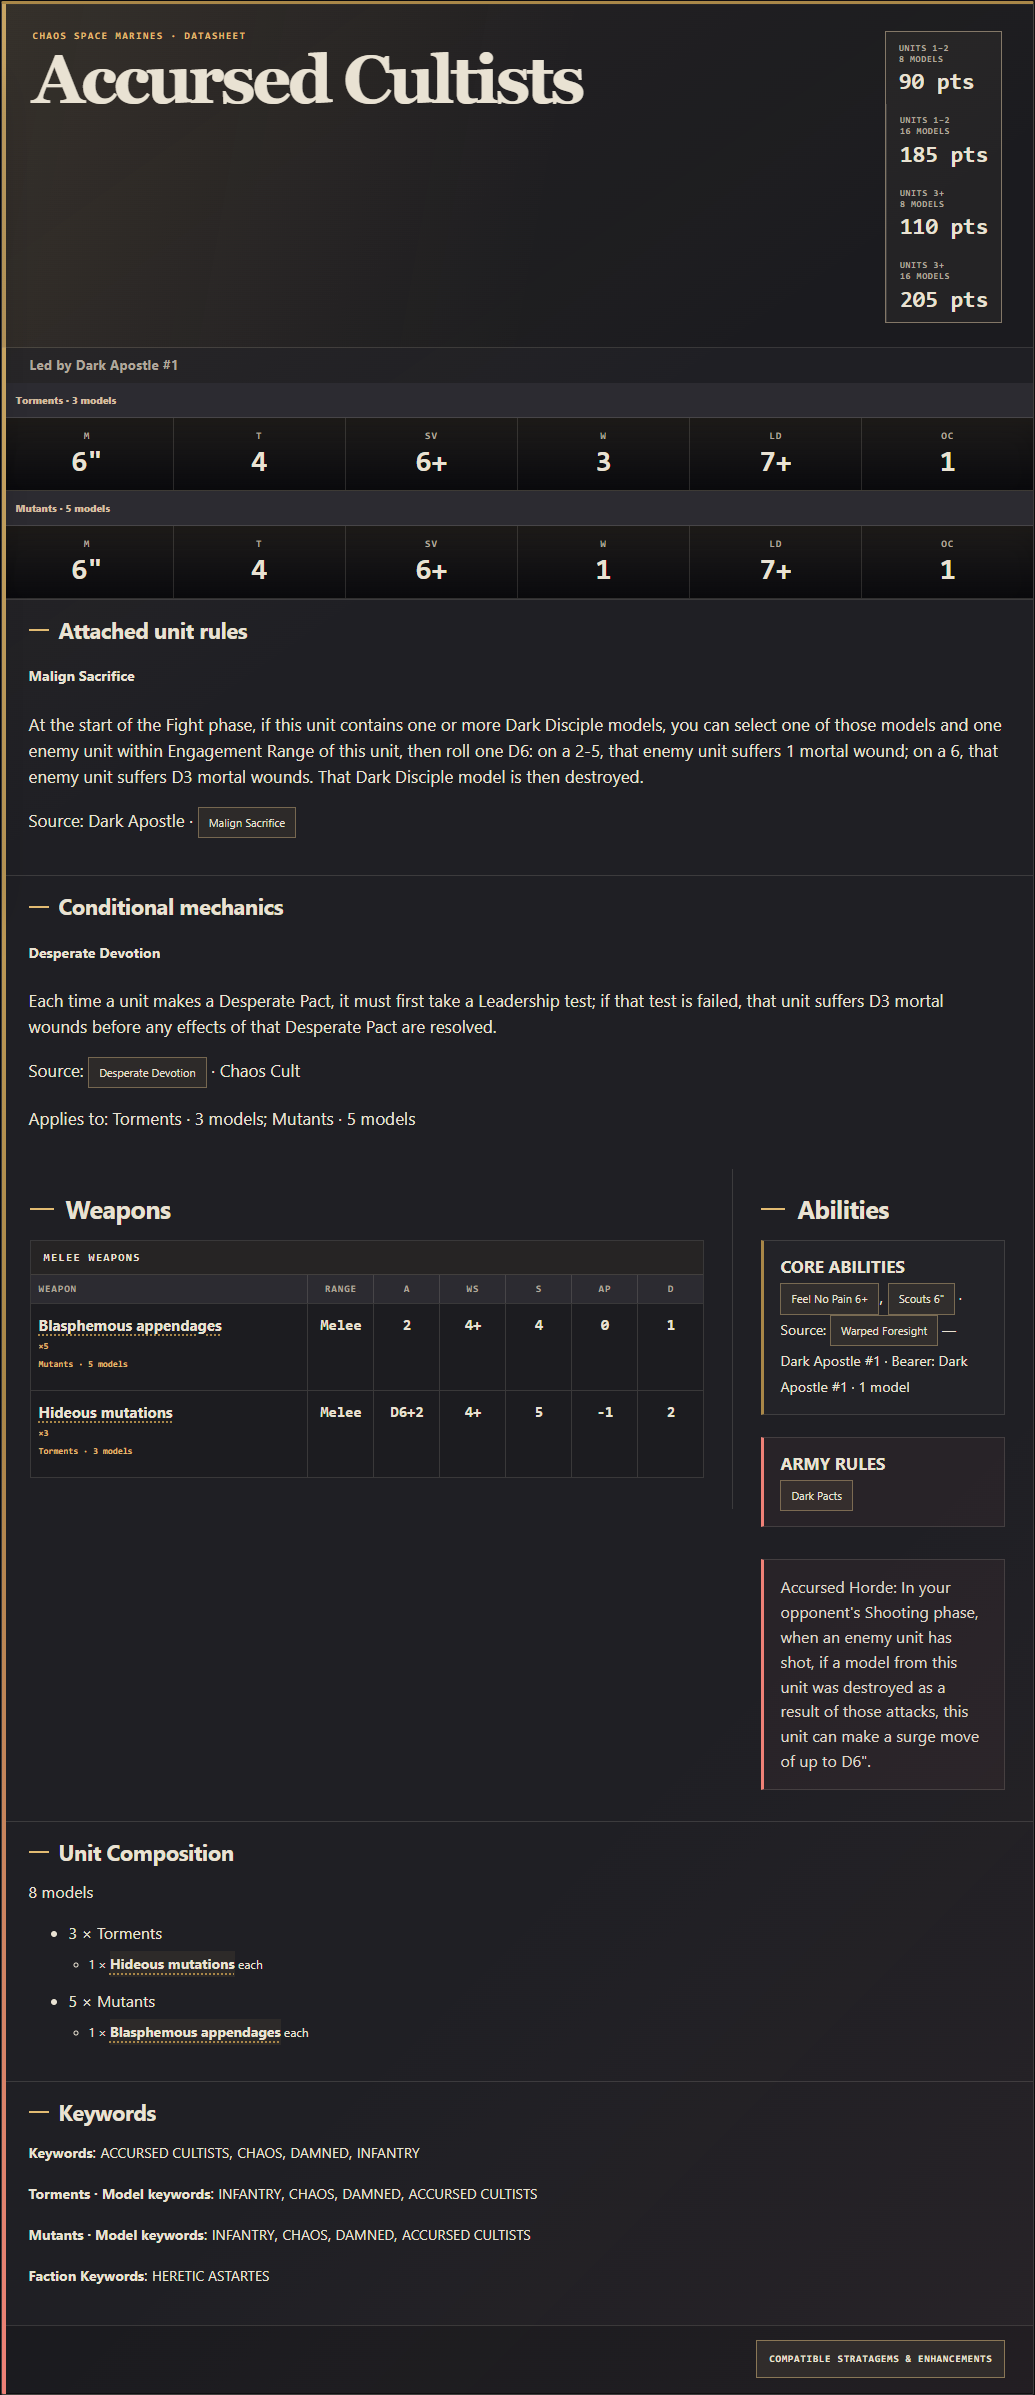 CHAOS SPACE MARINES · DATASHEET
Accursed Cultists
UNITS 1–2
8 MODELS
90 pts
UNITS 1–2
16 MODELS
185 pts
UNITS 3+
8 MODELS
110 pts
UNITS 3+
16 MODELS
205 pts
Led by Dark Apostle #1
Torments · 3 models
M T SV W LD OC
6" 4 6+ 3 7+ 1
Mutants · 5 models
M T SV W LD OC
6" 4 6+ 1 7+ 1
Attached unit rules
Malign Sacrifice
At the start of the Fight phase, if this unit contains one or more Dark Disciple models, you can select one of those models and one
enemy unit within Engagement Range of this unit, then roll one D6: on a 2-5, that enemy unit suffers 1 mortal wound; on a 6, that
enemy unit suffers D3 mortal wounds. That Dark Disciple model is then destroyed.
Source: Dark Apostle · Malign Sacrifice
Conditional mechanics
Desperate Devotion
Each time a unit makes a Desperate Pact, it must first take a Leadership test; if that test is failed, that unit suffers D3 mortal
wounds before any effects of that Desperate Pact are resolved.
Source: Desperate Devotion · Chaos Cult
Applies to: Torments · 3 models; Mutants · 5 models
Weapons
MELEE WEAPONS
WEAPON RANGE A WS S AP D
Blasphemous appendages Melee 2 4+ 4 0 1
×5
Mutants · 5 models
Hideous mutations Melee D6+2 4+ 5 -1 2
×3
Torments · 3 models
Abilities
CORE ABILITIES
Feel No Pain 6+, Scouts 6" ·
Source: Warped Foresight —
Dark Apostle #1 · Bearer: Dark
Apostle #1 · 1 model
ARMY RULES
Dark Pacts
Accursed Horde: In your
opponent's Shooting phase,
when an enemy unit has
shot, if a model from this
unit was destroyed as a
result of those attacks, this
unit can make a surge move
of up to D6".
Unit Composition
8 models
• 3 × Torments
◦ 1 × Hideous mutations each
• 5 × Mutants
◦ 1 × Blasphemous appendages each
Keywords
Keywords: ACCURSED CULTISTS, CHAOS, DAMNED, INFANTRY
Torments · Model keywords: INFANTRY, CHAOS, DAMNED, ACCURSED CULTISTS
Mutants · Model keywords: INFANTRY, CHAOS, DAMNED, ACCURSED CULTISTS
Faction Keywords: HERETIC ASTARTES
COMPATIBLE STRATAGEMS & ENHANCEMENTS